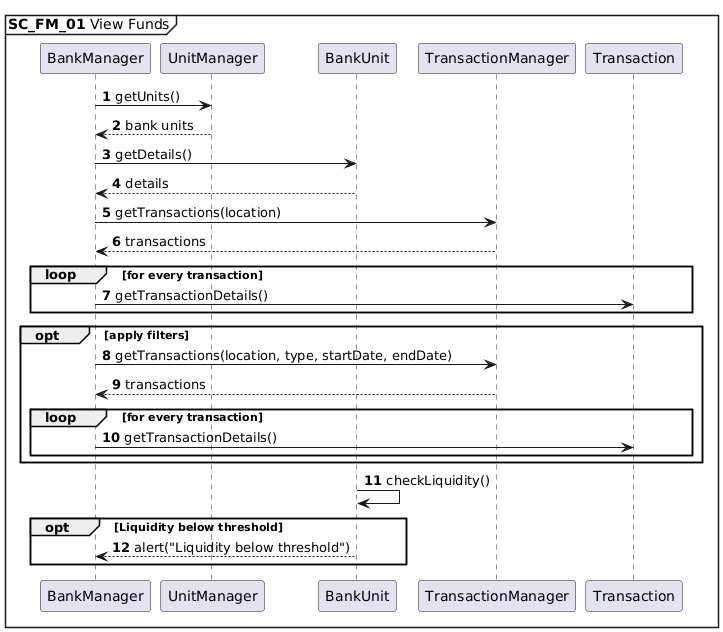 SC_FM_01 View Funds
BankManager UnitManager BankUnit TransactionManager Transaction
1 getUnits()
2 bank units
3 getDetails()
4 details
5 getTransactions(location)
6 transactions
loop [for every transaction]
7 getTransactionDetails()
opt [apply filters]
8 getTransactions(location, type, startDate, endDate)
9 transactions
loop [for every transaction]
10 getTransactionDetails()
11 checkLiquidity()
opt [Liquidity below threshold]
12 alert("Liquidity below threshold")
BankManager UnitManager BankUnit TransactionManager Transaction